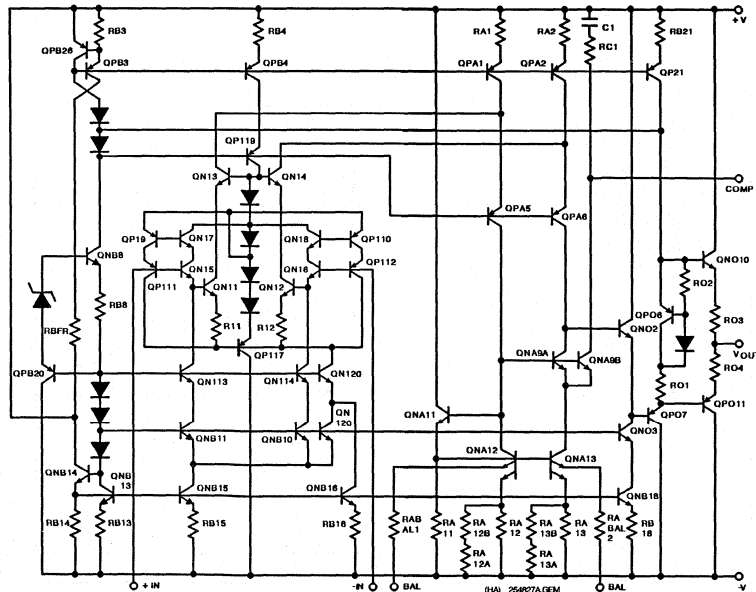 RB3
RB4
RA1
RA2
C1
RC1
RB21
+V
QPB26
QPB3
QPB4
QPA1
QPA2
QP21
QP119
QN13
QN14
COMP
QPA5
QPA6
QP19
QN17
QN18
QP110
QNB8
QN15
QN16
QP112
QP111
QN11
QN12
QNO10
RO2
QPO6
RO3
RB8
RBFR
R11
R12
QNO2
VOUT
QP117
QNA9A
QNA9B
RO4
QPB20
RO1
QN113
QN114
QN120
QNA11
QPO7
QPO11
QNB11
QNB10
QN
120
QNO3
QNA12
QNA13
QNB14
QNB
13
QNB15
QNB16
QNB18
RB14
RB13
RB15
RB16
RAB
AL1
RA
11
RA
12B
RA
12
RA
13B
RA
13
RA
BAL
2
RB
18
RA
12A
RA
13A
+ IN
-IN
BAL
(HA) 254827A.GEM
BAL
-V